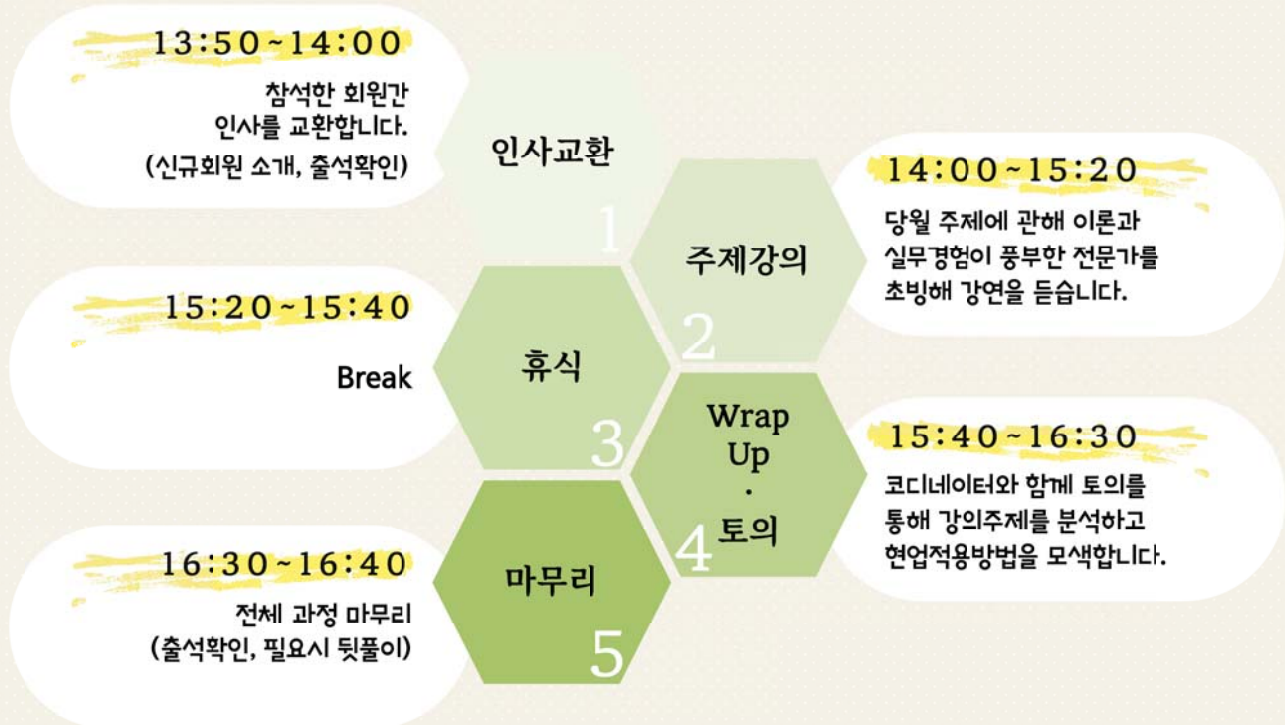 13:50~14:00
참석한 회원간
인사를 교환합니다.
(신규회원 소개, 출석확인)
인사교환
1
14:00~15:20
당월 주제에 관해 이론과
실무경험이 풍부한 전문가를
초빙해 강연을 듣습니다.
주제강의
2
15:20~15:40
Break
휴식
3
15:40~16:30
코디네이터와 함께 토의를
통해 강의주제를 분석하고
현업적용방법을 모색합니다.
Wrap
Up
·
토의
4
16:30~16:40
전체 과정 마무리
(출석확인, 필요시 뒷풀이)
마무리
5